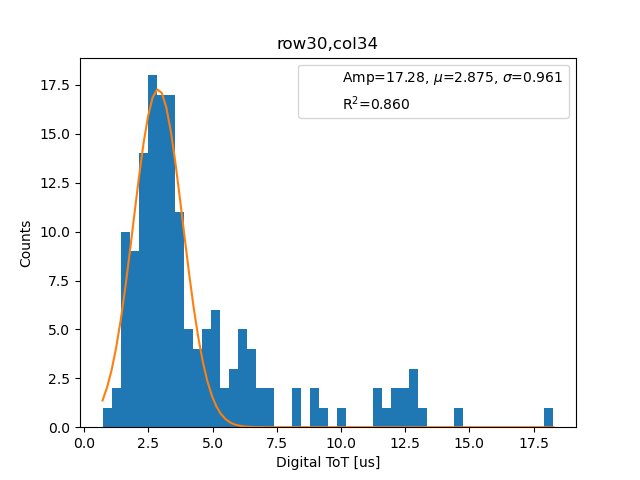 row30,col34
Amp=17.28, μ=2.875, σ=0.961
R²=0.860
Counts
17.5
15.0
12.5
10.0
7.5
5.0
2.5
0.0
0.0 2.5 5.0 7.5 10.0 12.5 15.0 17.5
Digital ToT [us]